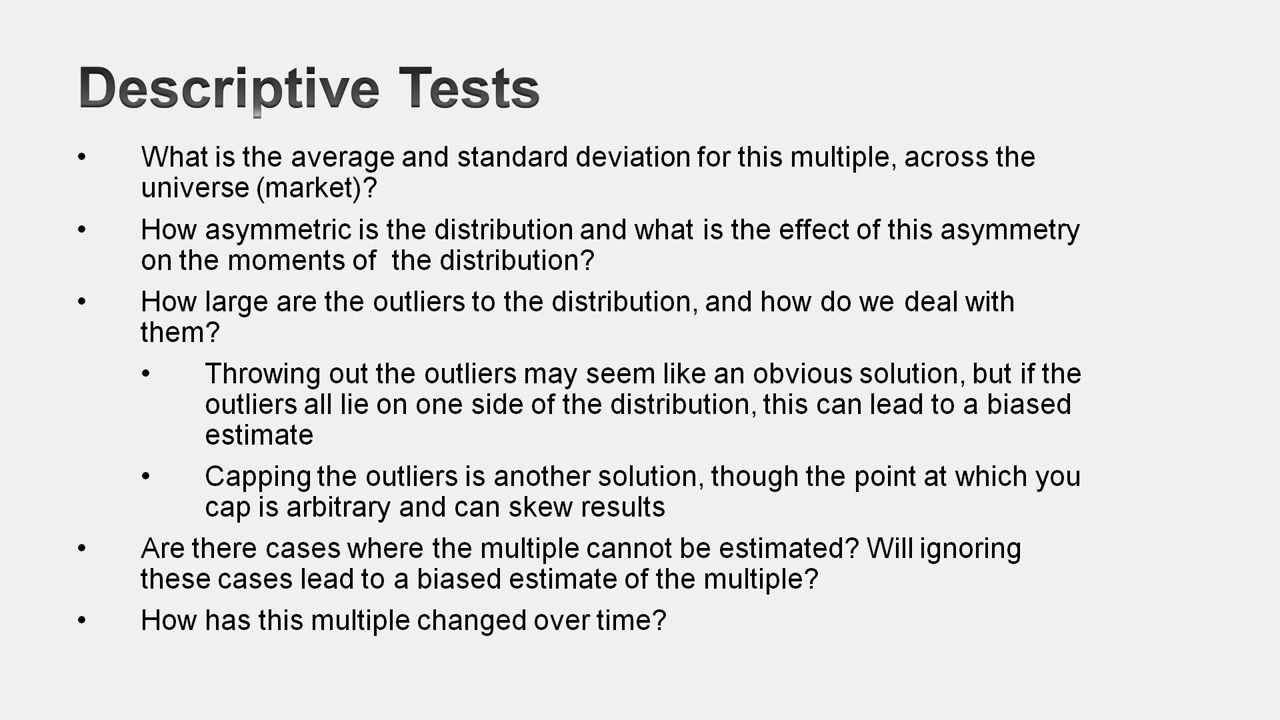 Descriptive Tests
• What is the average and standard deviation for this multiple, across the
universe (market)?
• How asymmetric is the distribution and what is the effect of this asymmetry
on the moments of  the distribution?
• How large are the outliers to the distribution, and how do we deal with
them?
• Throwing out the outliers may seem like an obvious solution, but if the
outliers all lie on one side of the distribution, this can lead to a biased
estimate
• Capping the outliers is another solution, though the point at which you
cap is arbitrary and can skew results
• Are there cases where the multiple cannot be estimated? Will ignoring
these cases lead to a biased estimate of the multiple?
• How has this multiple changed over time?